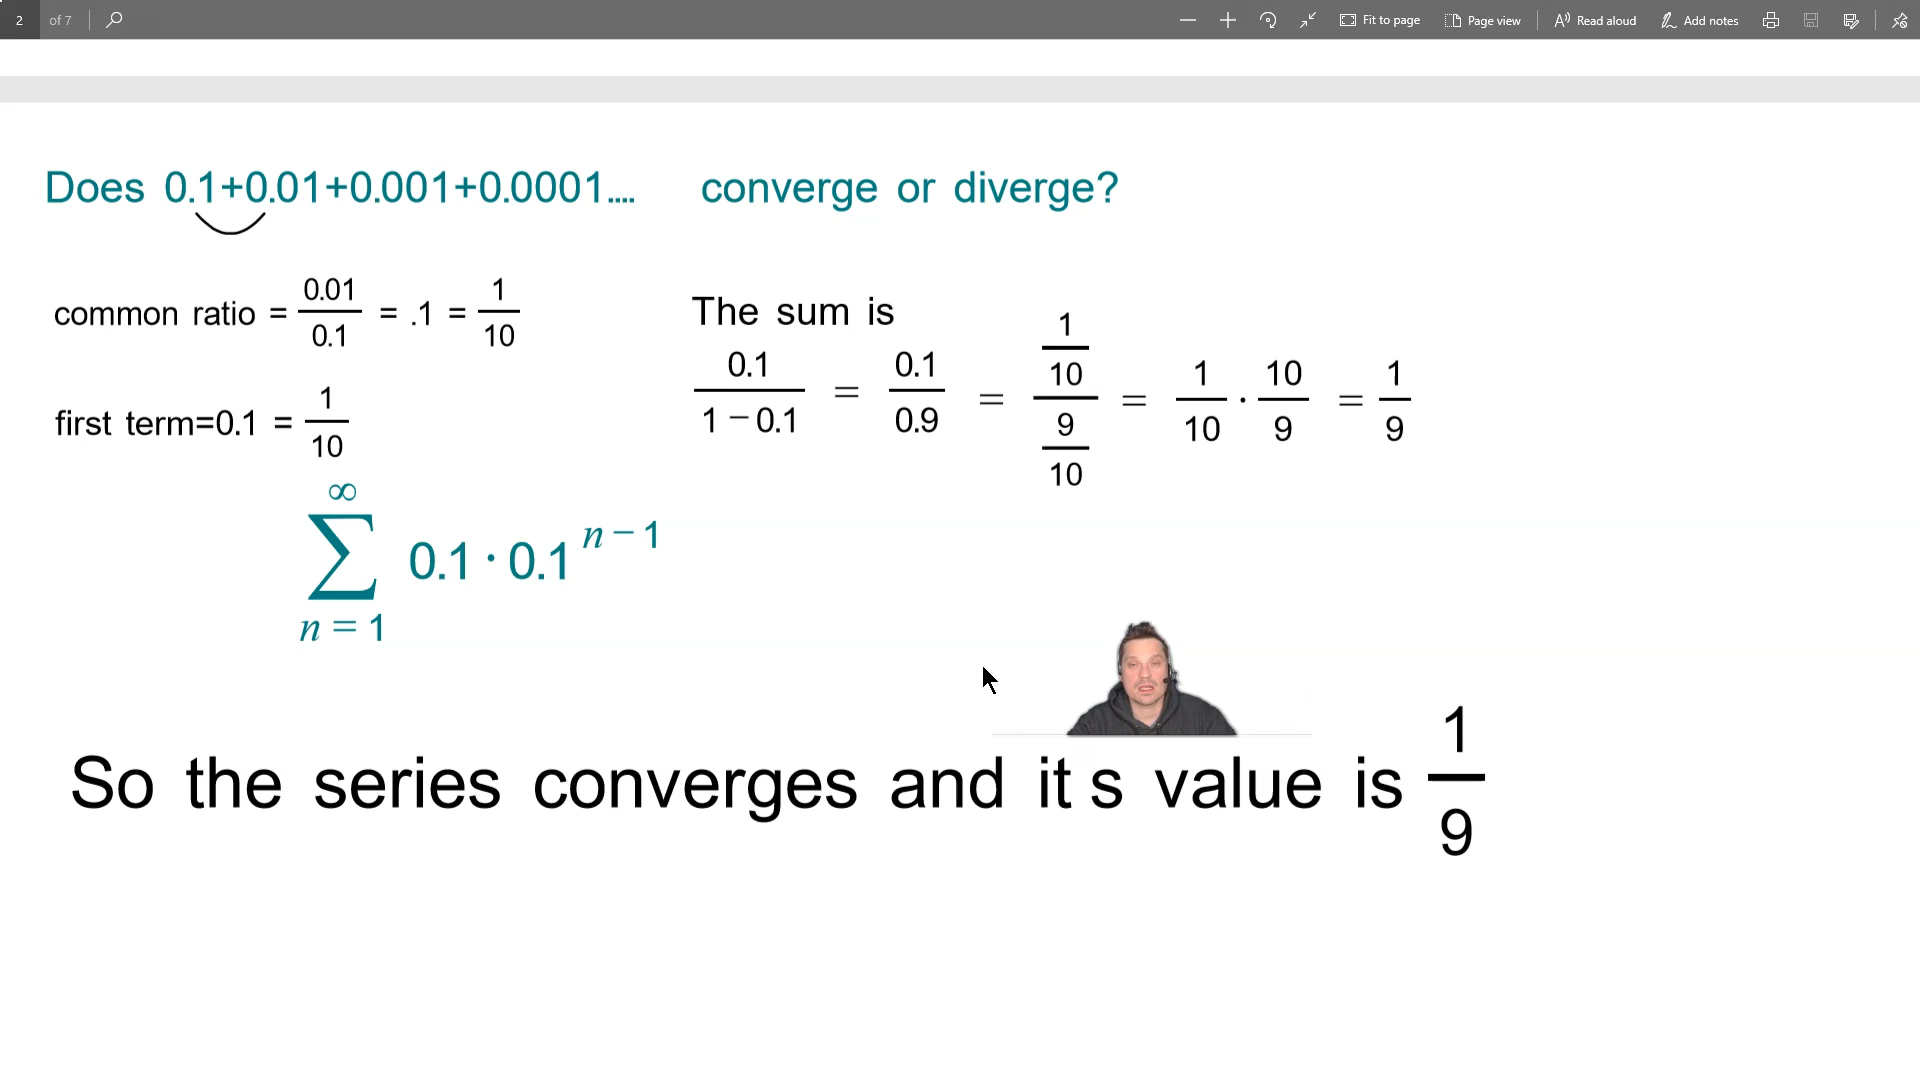 2 of 7 Fit to page Page view Read aloud Add notes
Does 0.1+0.01+0.001+0.0001.... converge or diverge?
common ratio = 0.01/0.1 = .1 = 1/10
first term=0.1 = 1/10
The sum is
0.1/(1−0.1) = 0.1/0.9 = (1/10)/(9/10) = 1/10 · 10/9 = 1/9
∞
∑ 0.1·0.1^(n−1)
n = 1
So the series converges and it s value is 1/9